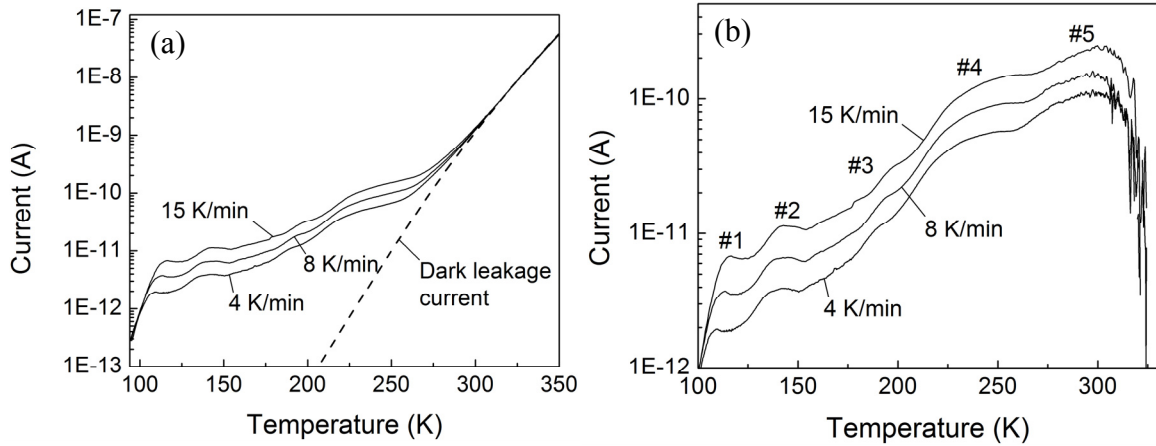 (a)
1E-7
1E-8
1E-9
1E-10
1E-11
1E-12
1E-13
Current (A)
15 K/min
8 K/min
4 K/min
Dark leakage
current
100 150 200 250 300 350
Temperature (K)
(b)
1E-10
1E-11
1E-12
Current (A)
#1
#2
#3
#4
#5
15 K/min
8 K/min
4 K/min
100 150 200 250 300
Temperature (K)